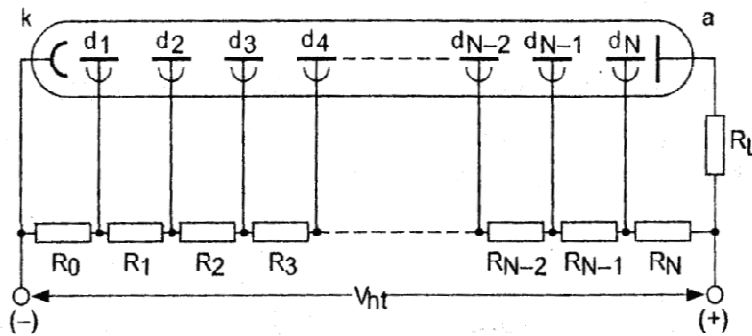 k a
d1 d2 d3 d4 dN–2 dN–1 dN
RL
R0 R1 R2 R3 RN–2 RN–1 RN
Vht
(–) (+)